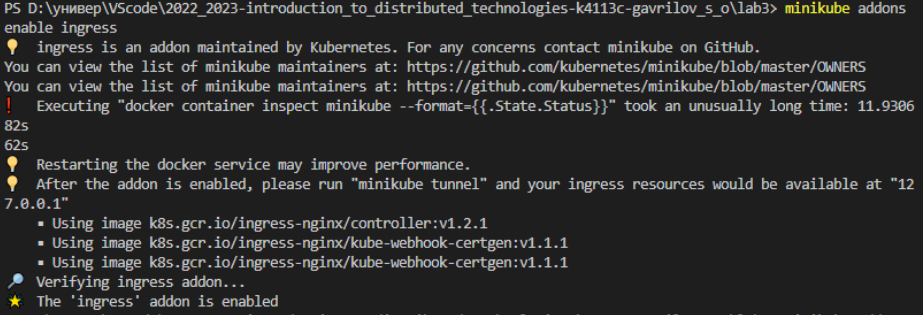 PS D:\универ\VScode\2022_2023-introduction_to_distributed_technologies-k4113c-gavrilov_s_o\lab3> minikube addons
enable ingress
💡  ingress is an addon maintained by Kubernetes. For any concerns contact minikube on GitHub.
You can view the list of minikube maintainers at: https://github.com/kubernetes/minikube/blob/master/OWNERS
You can view the list of minikube maintainers at: https://github.com/kubernetes/minikube/blob/master/OWNERS
❗  Executing "docker container inspect minikube --format={{.State.Status}}" took an unusually long time: 11.9306
82s
62s
💡  Restarting the docker service may improve performance.
💡  After the addon is enabled, please run "minikube tunnel" and your ingress resources would be available at "12
7.0.0.1"
▪ Using image k8s.gcr.io/ingress-nginx/controller:v1.2.1
▪ Using image k8s.gcr.io/ingress-nginx/kube-webhook-certgen:v1.1.1
▪ Using image k8s.gcr.io/ingress-nginx/kube-webhook-certgen:v1.1.1
🔎  Verifying ingress addon...
🌟  The 'ingress' addon is enabled